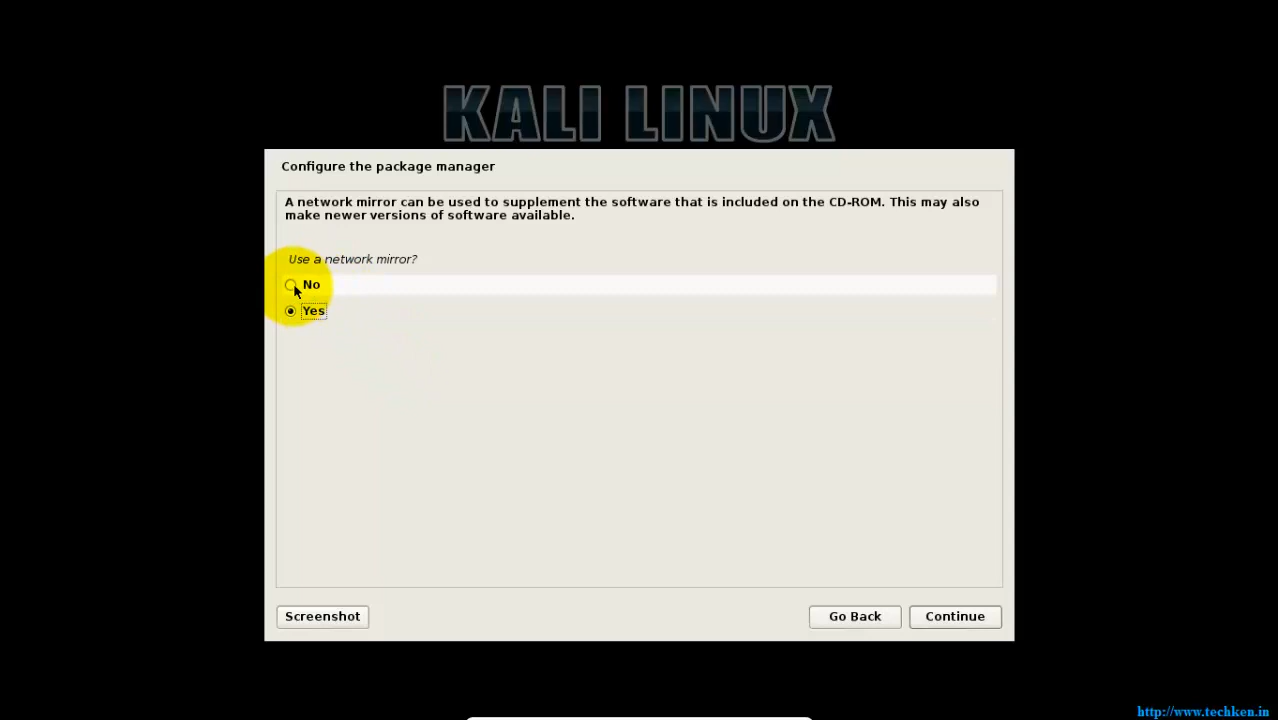 KALI LINUX
Configure the package manager
A network mirror can be used to supplement the software that is included on the CD-ROM. This may also
make newer versions of software available.
Use a network mirror?
No
Yes
Screenshot
Go Back
Continue
http://www.techken.in